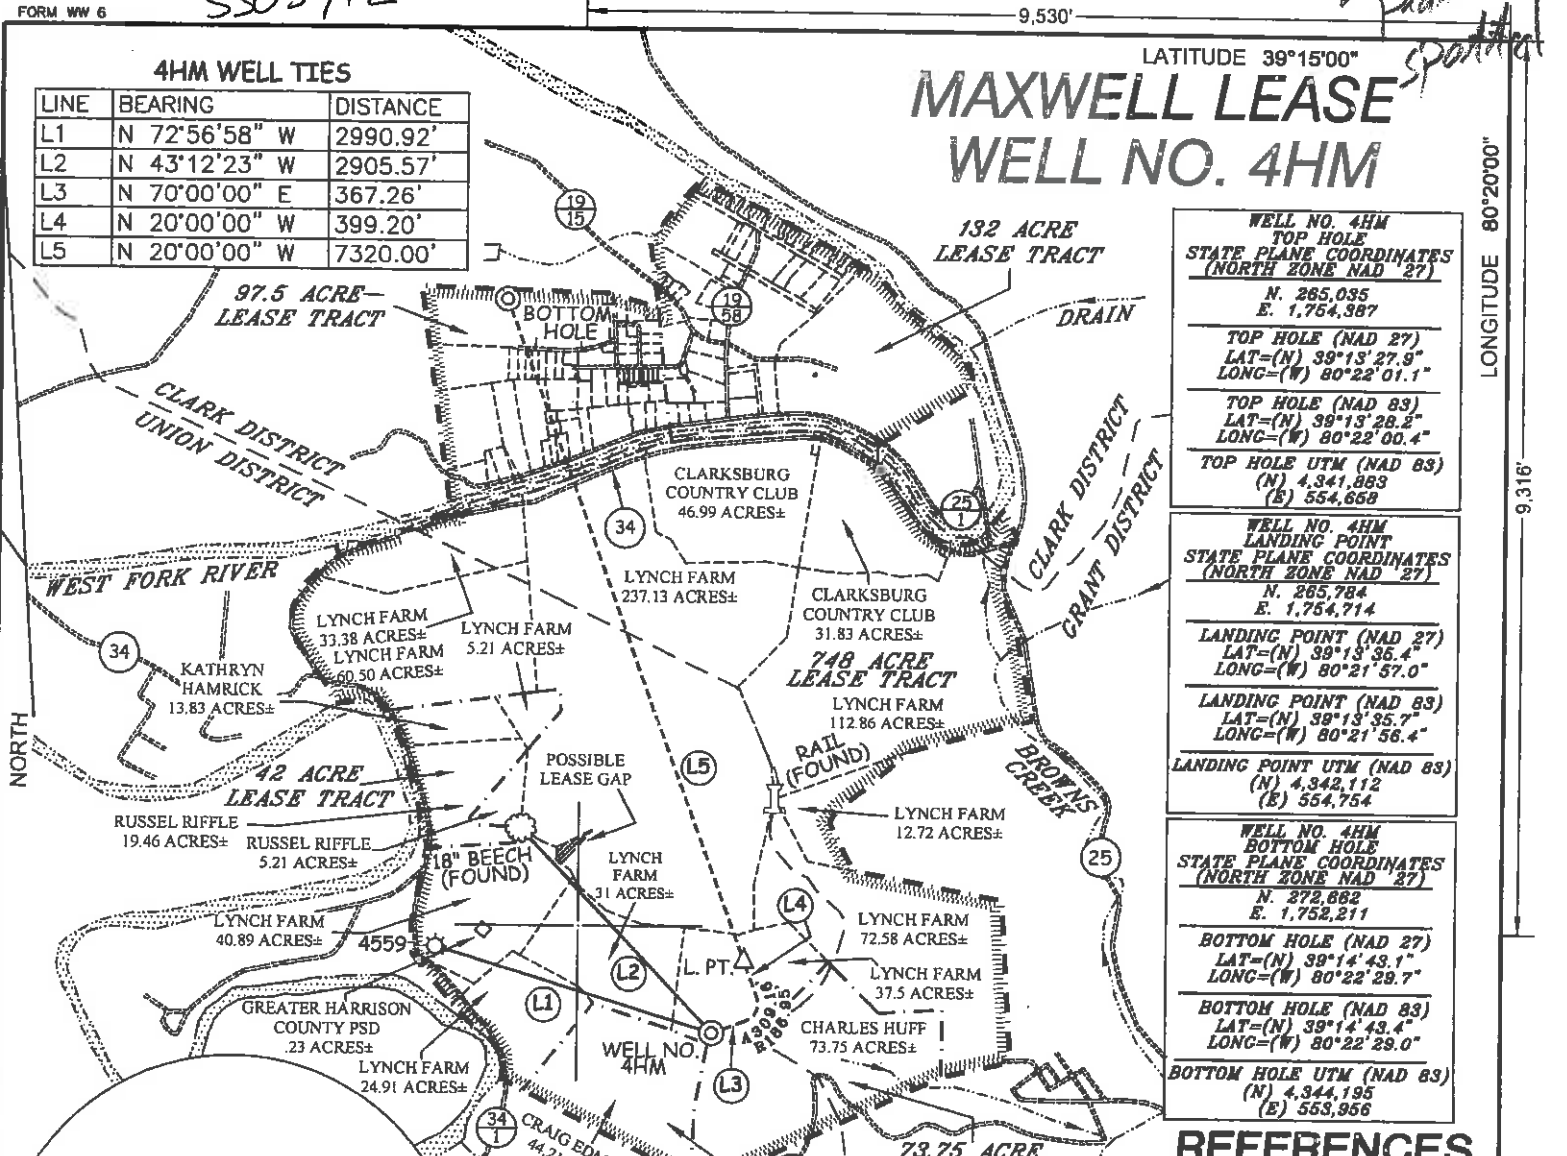 FORM WW 6
9,530'
LATITUDE 39°15'00"
MAXWELL LEASE
WELL NO. 4HM
LONGITUDE 80°20'00"
9,316'
4HM WELL TIES
LINE BEARING DISTANCE
L1 N 72°56'58" W 2990.92'
L2 N 43°12'23" W 2905.57'
L3 N 70°00'00" E 367.26'
L4 N 20°00'00" W 399.20'
L5 N 20°00'00" W 7320.00'
19
15
132 ACRE
LEASE TRACT
97.5 ACRE
LEASE TRACT
BOTTOM
HOLE
19
58
DRAIN
CLARK DISTRICT
UNION DISTRICT
CLARKSBURG
COUNTRY CLUB
46.99 ACRES±
34
25
1
CLARK DISTRICT
GRANT DISTRICT
WEST FORK RIVER
LYNCH FARM
237.13 ACRES±
CLARKSBURG
COUNTRY CLUB
31.83 ACRES±
LYNCH FARM
33.38 ACRES±
LYNCH FARM
60.50 ACRES±
LYNCH FARM
5.21 ACRES±
34
KATHRYN
HAMRICK
13.83 ACRES±
748 ACRE
LEASE TRACT
LYNCH FARM
112.86 ACRES±
NORTH
42 ACRE
LEASE TRACT
POSSIBLE
LEASE GAP
L5
RAIL
(FOUND)
BROWNS
CREEK
RUSSEL RIFFLE
19.46 ACRES±
RUSSEL RIFFLE
5.21 ACRES±
LYNCH FARM
12.72 ACRES±
18" BEECH
(FOUND)
LYNCH
FARM
31 ACRES±
25
LYNCH FARM
40.89 ACRES±
4559
L4
LYNCH FARM
72.58 ACRES±
L2
L. PT.
LYNCH FARM
37.5 ACRES±
L1
GREATER HARRISON
COUNTY PSD
.23 ACRES±
CHARLES HUFF
73.75 ACRES±
WELL NO.
4HM
L3
LYNCH FARM
24.91 ACRES±
34
1
73.75 ACRE
WELL NO. 4HM
TOP HOLE
STATE PLANE COORDINATES
(NORTH ZONE NAD '27)
N. 265,035
E. 1,754,387
TOP HOLE (NAD 27)
LAT=(N) 39°13'27.9"
LONG=(W) 80°22'01.1"
TOP HOLE (NAD 83)
LAT=(N) 39°13'28.2"
LONG=(W) 80°22'00.4"
TOP HOLE UTM (NAD 83)
(N) 4,341,883
(E) 554,658
WELL NO. 4HM
LANDING POINT
STATE PLANE COORDINATES
(NORTH ZONE NAD '27)
N. 265,784
E. 1,754,714
LANDING POINT (NAD 27)
LAT=(N) 39°13'35.4"
LONG=(W) 80°21'57.0"
LANDING POINT (NAD 83)
LAT=(N) 39°13'35.7"
LONG=(W) 80°21'56.4"
LANDING POINT UTM (NAD 83)
(N) 4,342,112
(E) 554,754
WELL NO. 4HM
BOTTOM HOLE
STATE PLANE COORDINATES
(NORTH ZONE NAD '27)
N. 272,662
E. 1,752,211
BOTTOM HOLE (NAD 27)
LAT=(N) 39°14'43.1"
LONG=(W) 80°22'29.7"
BOTTOM HOLE (NAD 83)
LAT=(N) 39°14'43.4"
LONG=(W) 80°22'29.0"
BOTTOM HOLE UTM (NAD 83)
(N) 4,344,195
(E) 553,956
REFERENCES